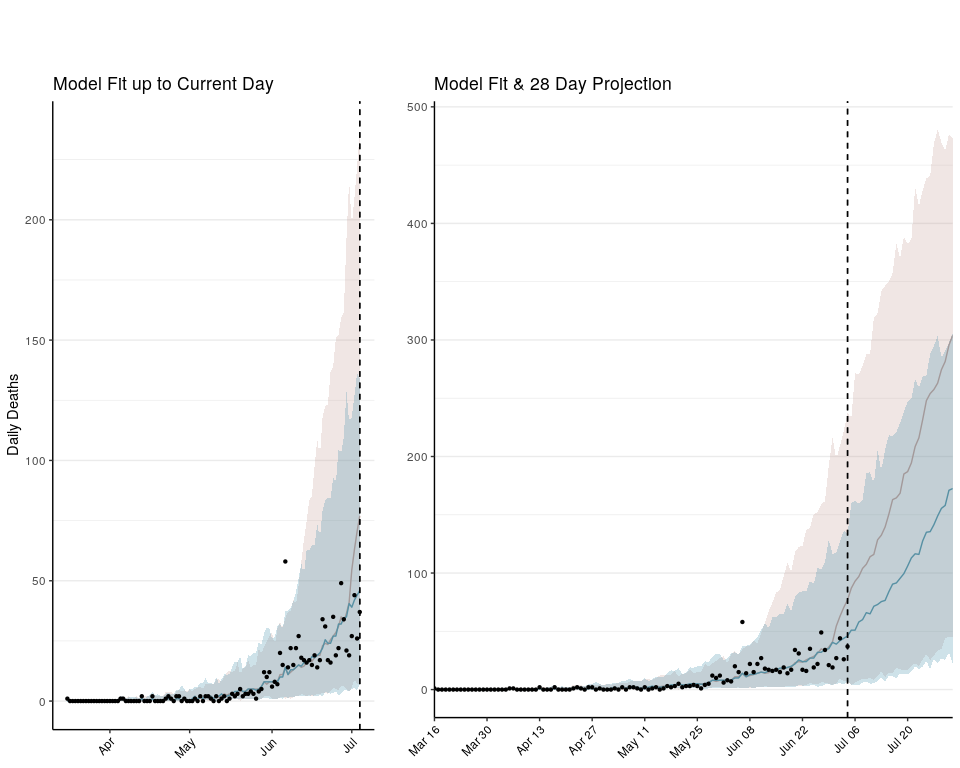 Model Fit up to Current Day
Daily Deaths
200
150
100
50
0
Apr
May
Jun
Jul
Model Fit & 28 Day Projection
500
400
300
200
100
0
Mar 16
Mar 30
Apr 13
Apr 27
May 11
May 25
Jun 08
Jun 22
Jul 06
Jul 20